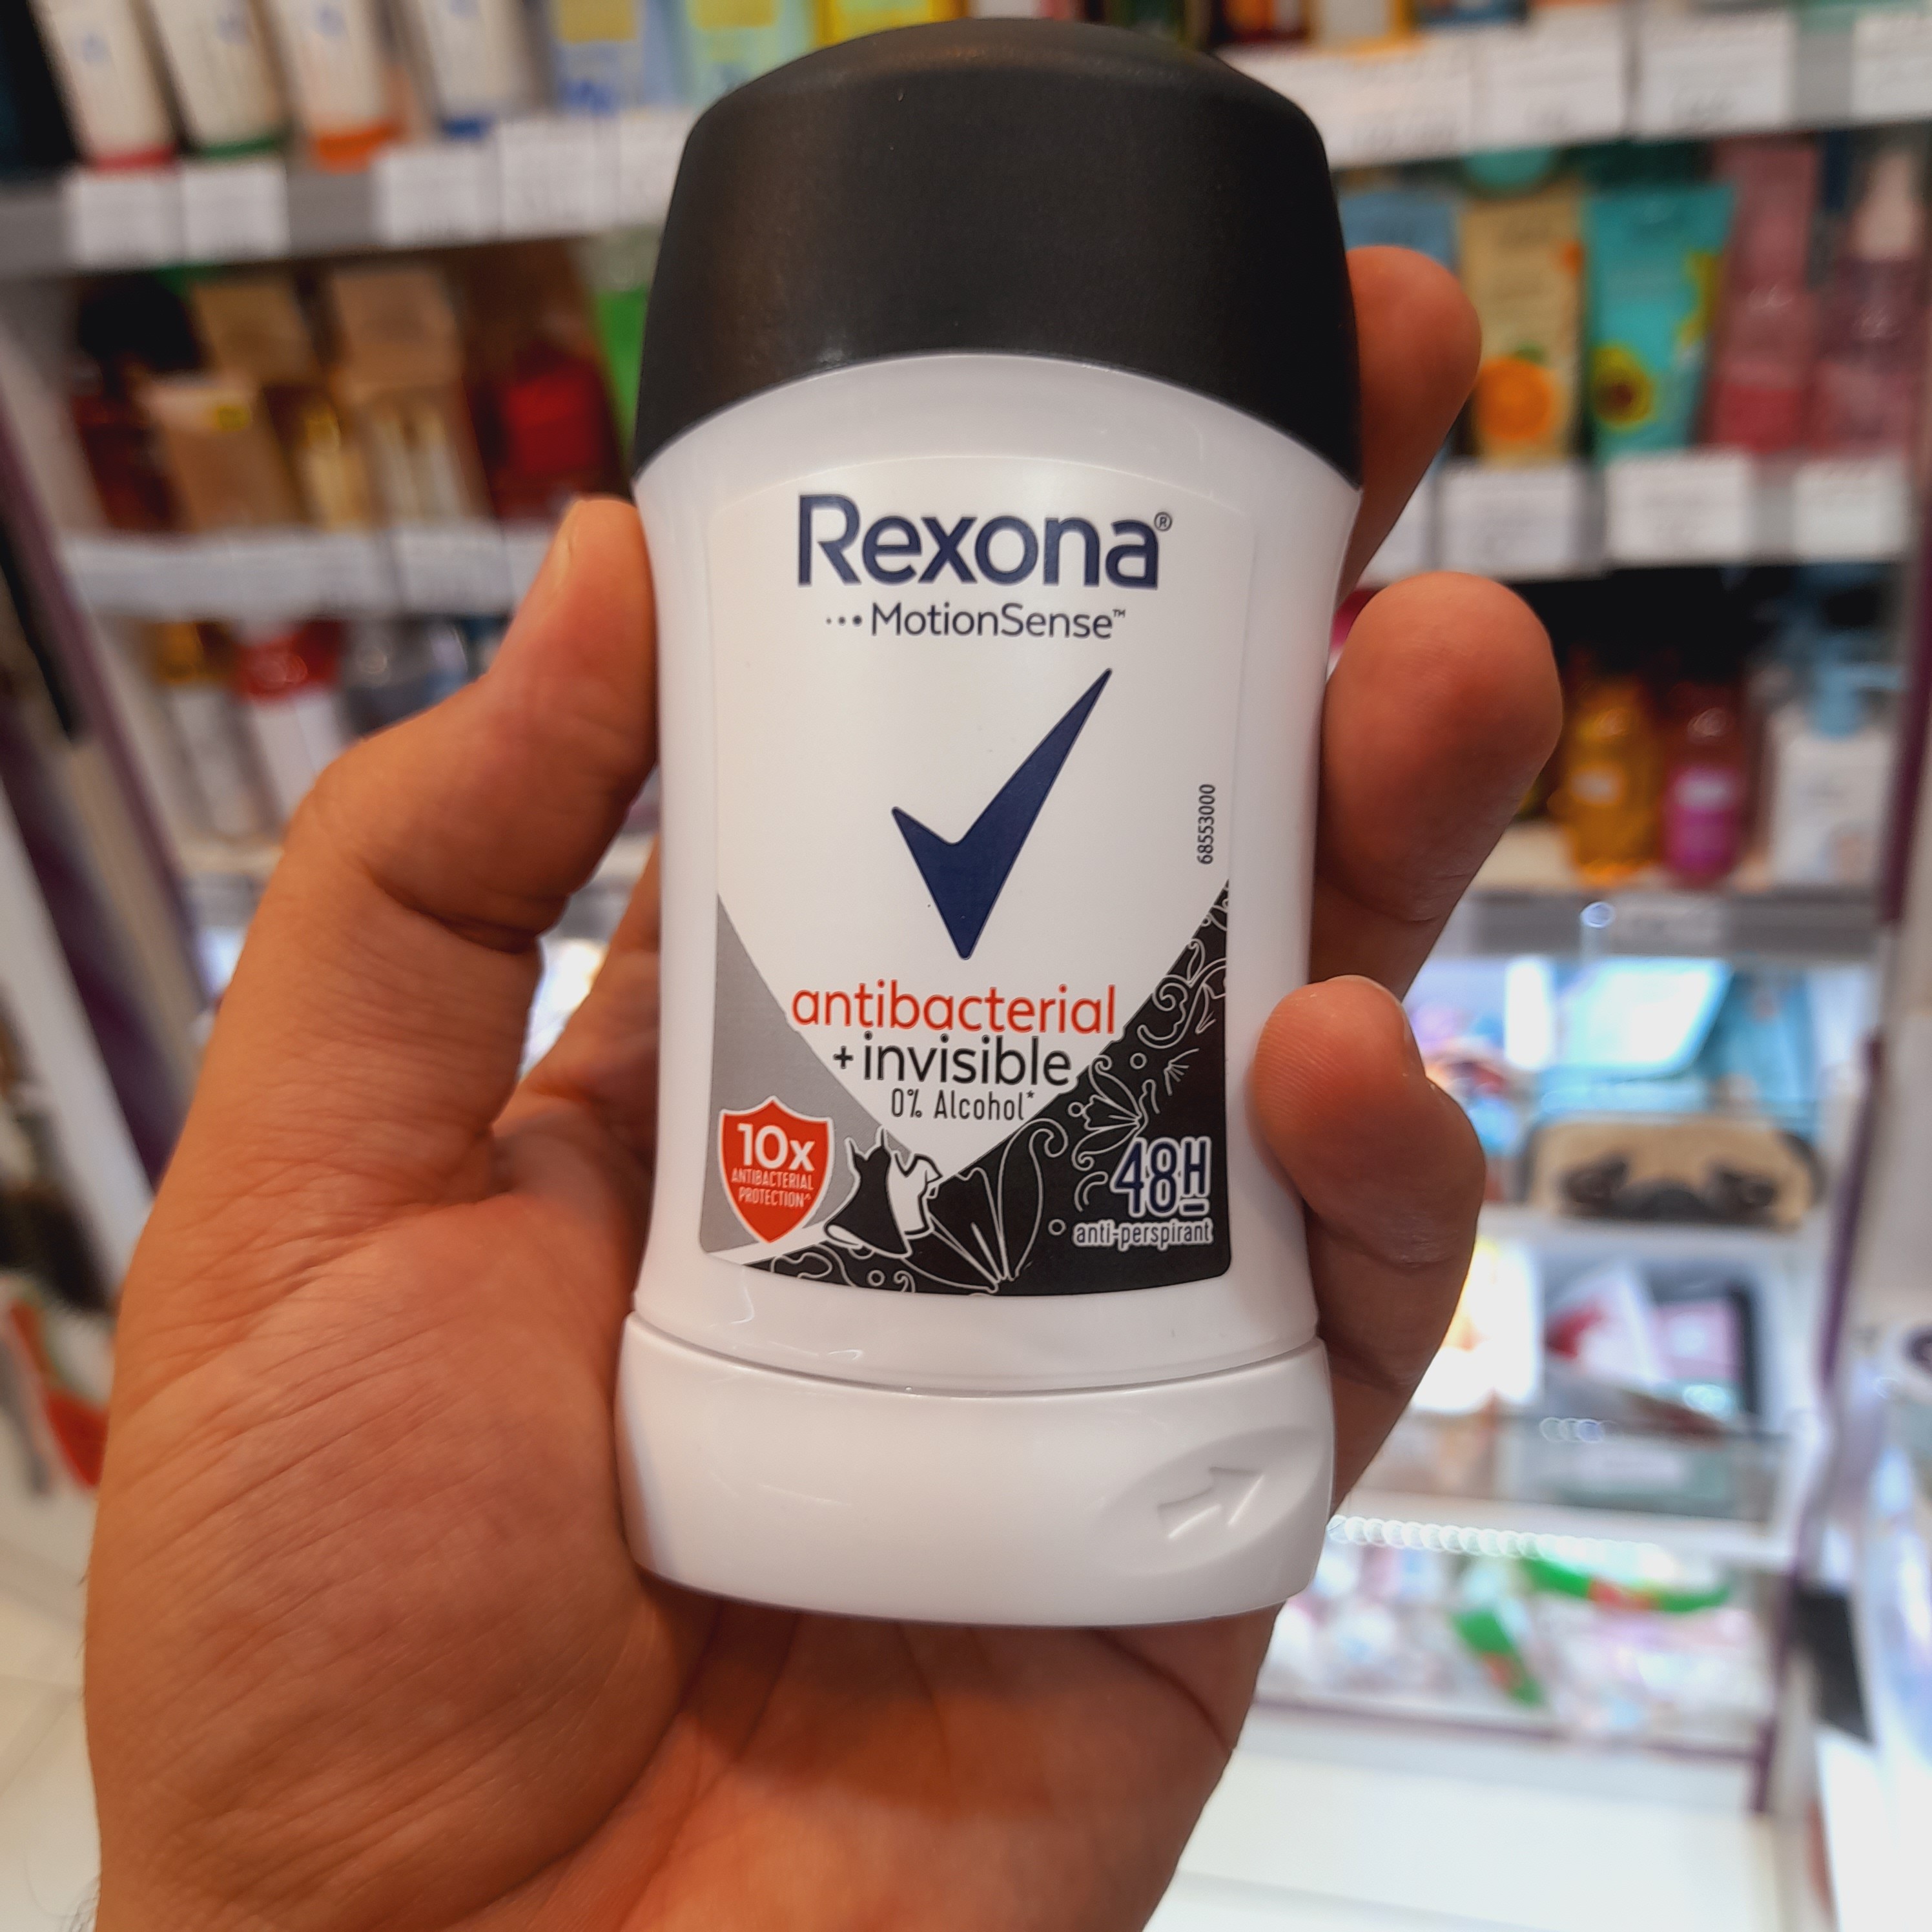 Rexona®
···MotionSense™
68553000
antibacterial
+ invisible
0% Alcohol*
10x
ANTIBACTERIAL
PROTECTION^
48H
anti-perspirant